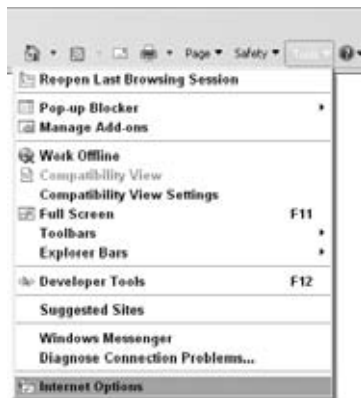 Page Safety
Reopen Last Browsing Session
Pop-up Blocker
Manage Add-ons
Work Offline
Compatibility View
Compatibility View Settings
Full Screen F11
Toolbars
Explorer Bars
Developer Tools F12
Suggested Sites
Windows Messenger
Diagnose Connection Problems...
Internet Options